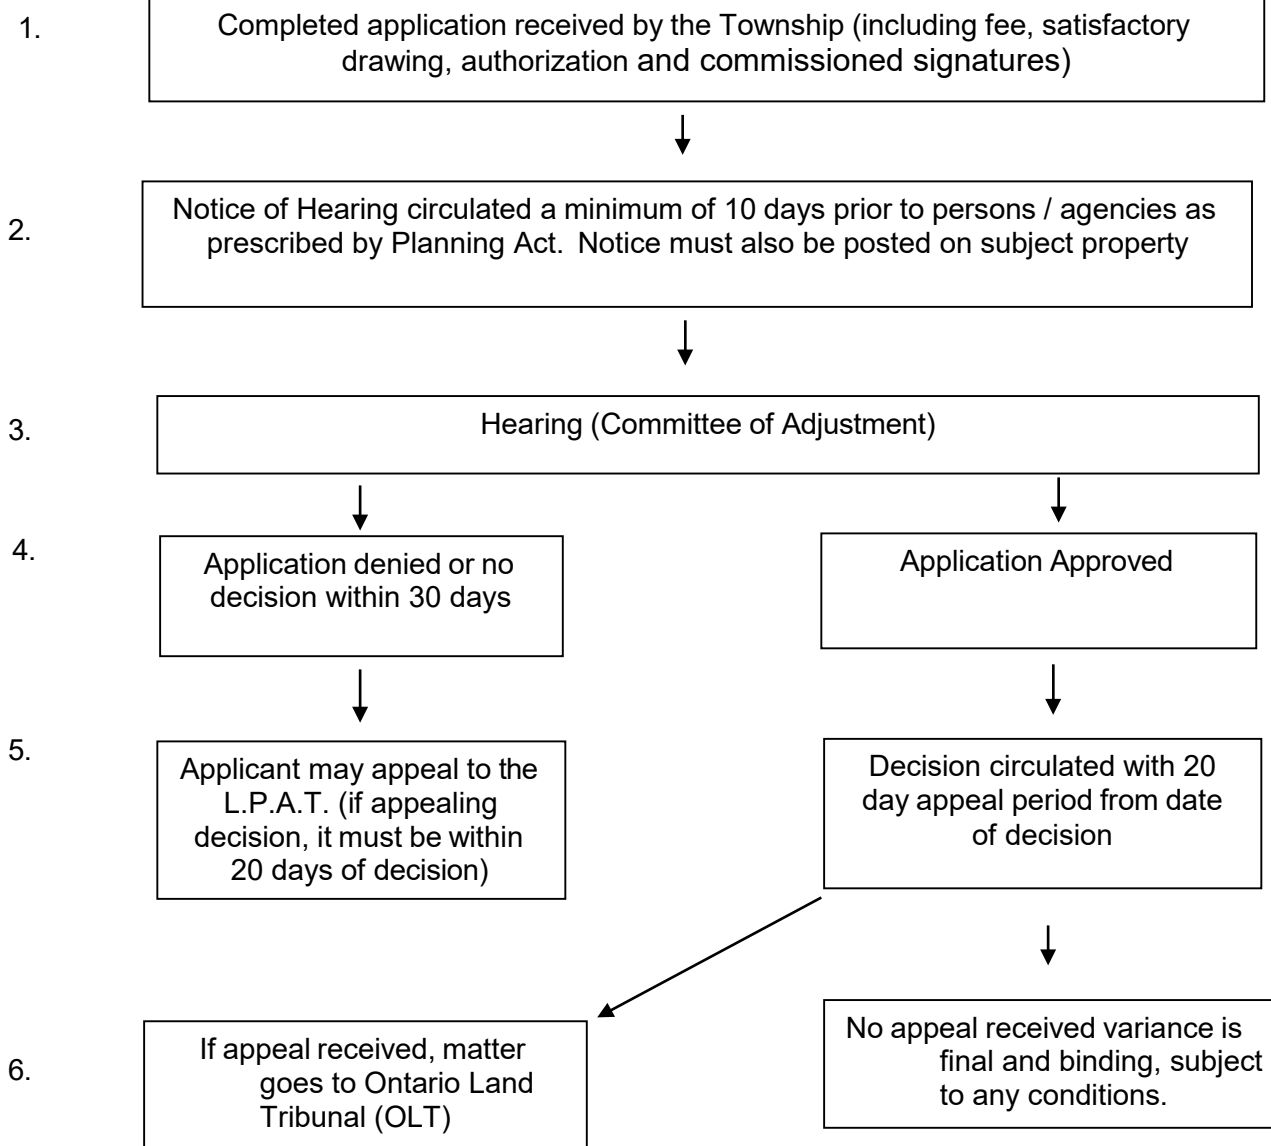 1.
Completed application received by the Township (including fee, satisfactory
drawing, authorization and commissioned signatures)
2.
Notice of Hearing circulated a minimum of 10 days prior to persons / agencies as
prescribed by Planning Act. Notice must also be posted on subject property
3.
Hearing (Committee of Adjustment)
4.
Application denied or no
decision within 30 days
Application Approved
5.
Applicant may appeal to the
L.P.A.T. (if appealing
decision, it must be within
20 days of decision)
Decision circulated with 20
day appeal period from date
of decision
6.
If appeal received, matter
goes to Ontario Land
Tribunal (OLT)
No appeal received variance is
final and binding, subject
to any conditions.